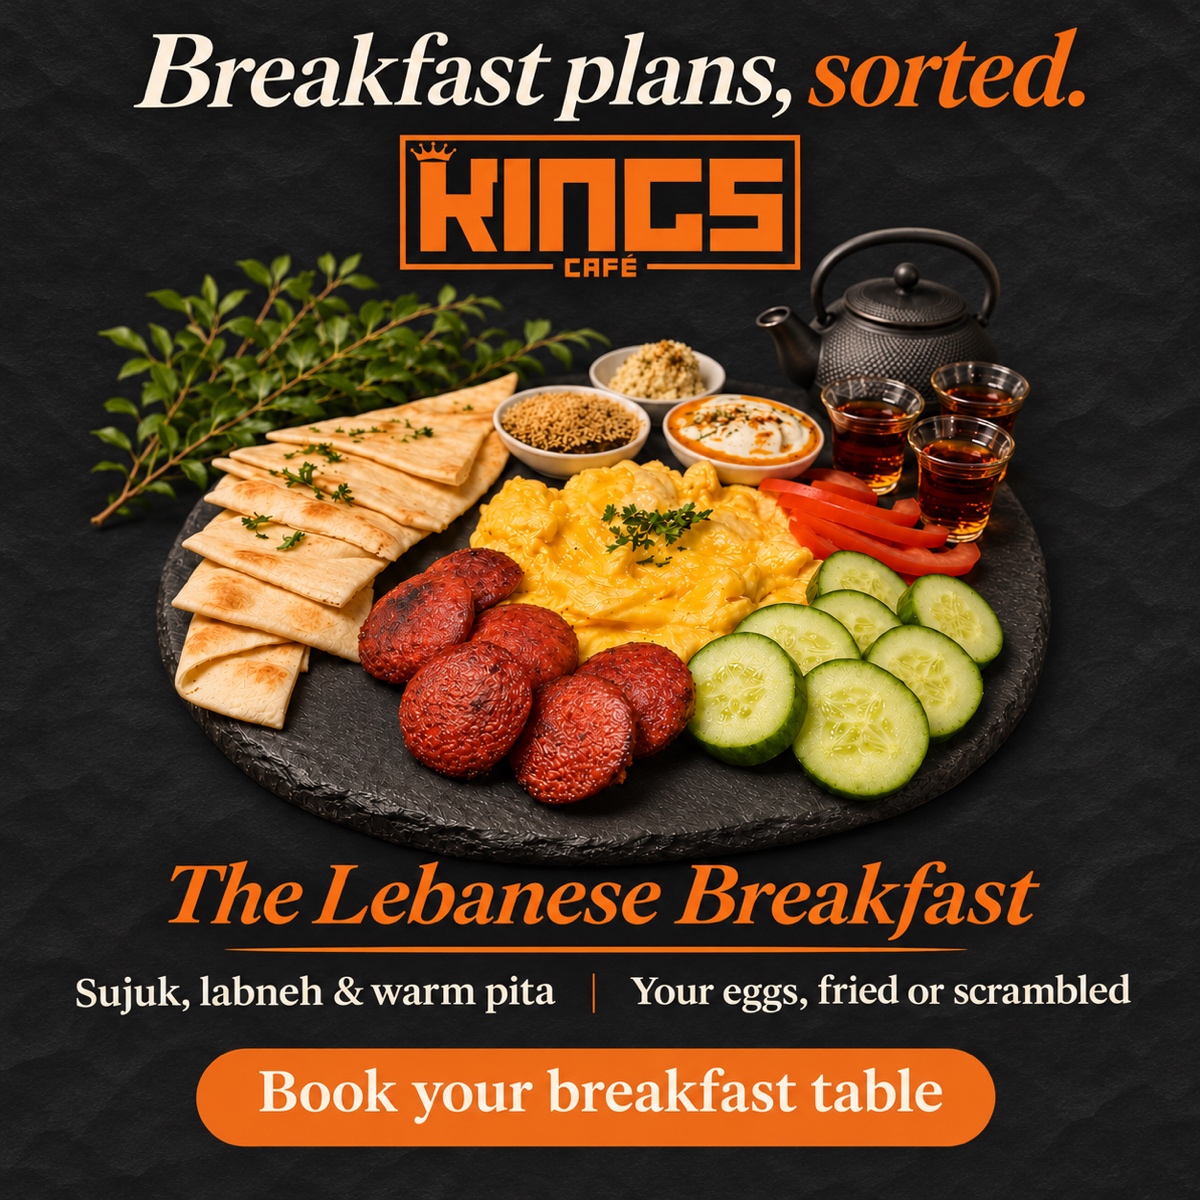 Breakfast plans, sorted.
KINGS
CAFÉ
The Lebanese Breakfast
Sujuk, labneh & warm pita | Your eggs, fried or scrambled
Book your breakfast table